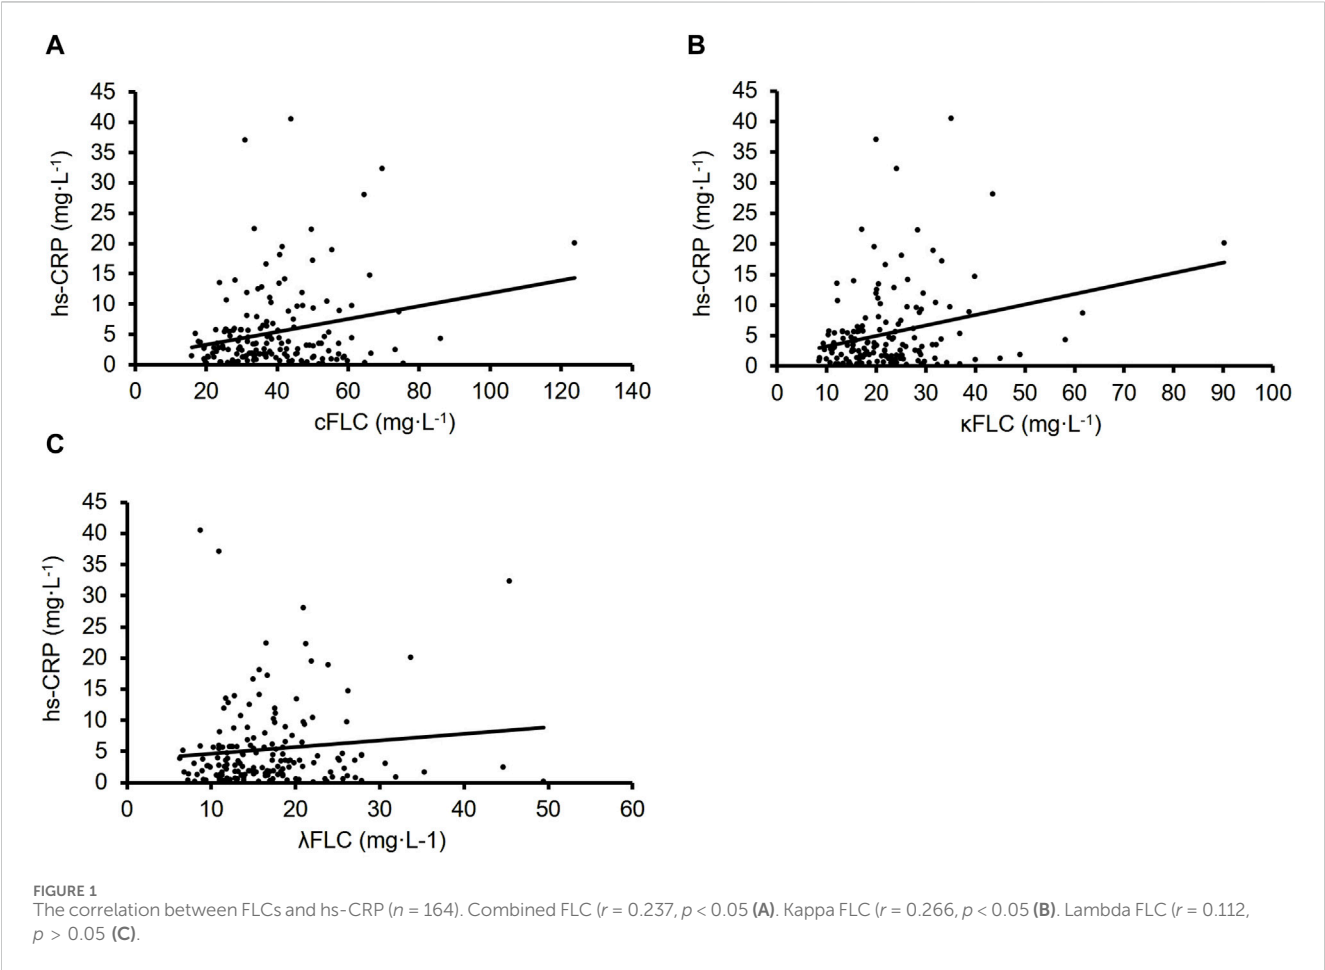 A
45
40
35
30
25
20
15
10
5
0
0 20 40 60 80 100 120 140
hs-CRP (mg·L⁻¹)
cFLC (mg·L⁻¹)
B
45
40
35
30
25
20
15
10
5
0
0 10 20 30 40 50 60 70 80 90 100
hs-CRP (mg·L⁻¹)
κFLC (mg·L⁻¹)
C
45
40
35
30
25
20
15
10
5
0
0 10 20 30 40 50 60
hs-CRP (mg·L⁻¹)
λFLC (mg·L-1)
FIGURE 1
The correlation between FLCs and hs-CRP (n = 164). Combined FLC (r = 0.237, p < 0.05 (A). Kappa FLC (r = 0.266, p < 0.05 (B). Lambda FLC (r = 0.112,
p > 0.05 (C).